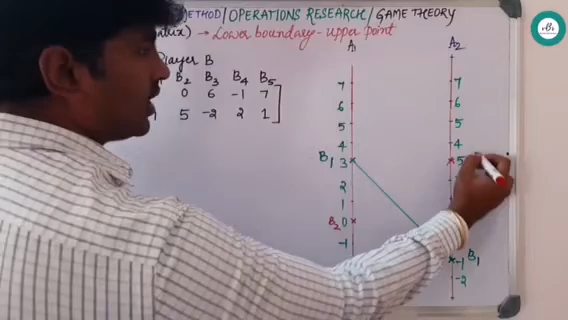 METHOD / OPERATIONS RESEARCH / GAME THEORY
→ Lower boundary - upper point
Player B
B₂ B₃ B₄ B₅
0 6 -1 7
5 -2 2 1
A₁
7
6
5
4
B₁ 3
2
1
B₂ 0
-1
A₂
7
6
5
4
5
-1 B₁
-2